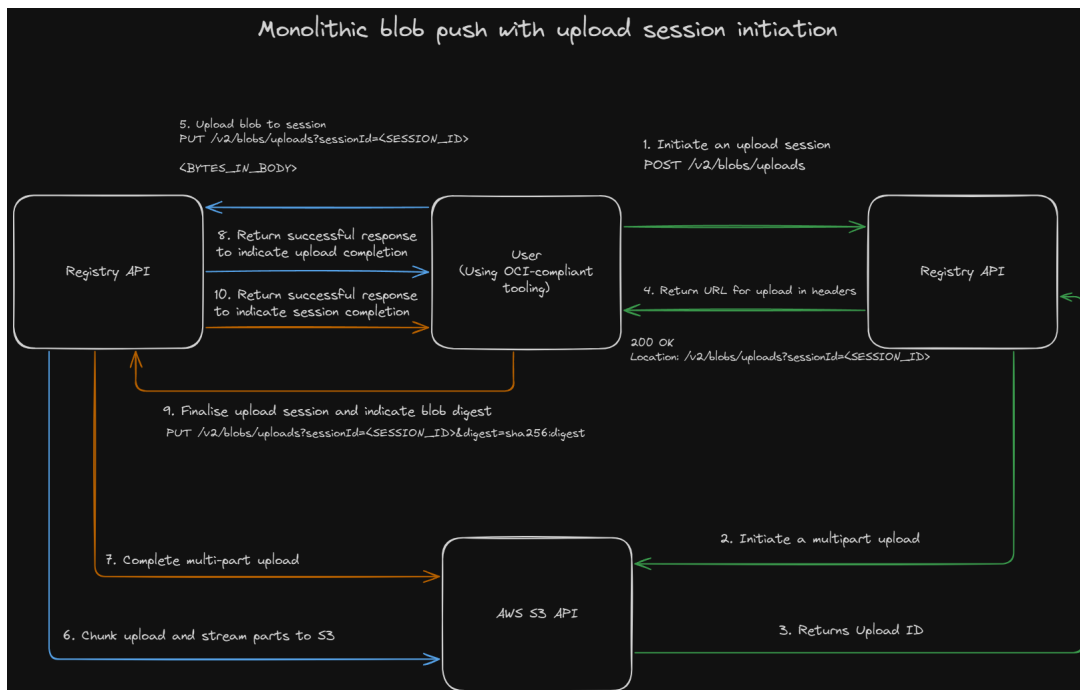 Monolithic blob push with upload session initiation
5. Upload blob to session
PUT /v2/blobs/uploads?sessionId=<SESSION_ID>
<BYTES_IN_BODY>
1. Initiate an upload session
POST /v2/blobs/uploads
Registry API
8. Return successful response
to indicate upload completion
10. Return successful response
to indicate session completion
User
(Using OCI-compliant
tooling)
4. Return URL for upload in headers
Registry API
200 OK
Location: /v2/blobs/uploads?sessionId=<SESSION_ID>
9. Finalise upload session and indicate blob digest
PUT /v2/blobs/uploads?sessionId=<SESSION_ID>&digest=sha256:digest
7. Complete multi-part upload
2. Initiate a multipart upload
AWS S3 API
6. Chunk upload and stream parts to S3
3. Returns Upload ID